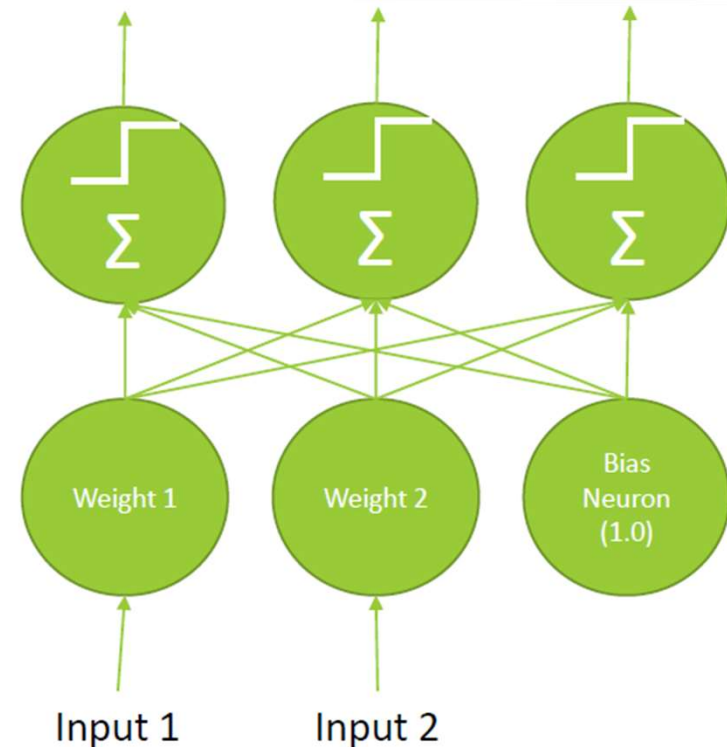 Σ Σ Σ
Weight 1 Weight 2 Bias
Neuron
(1.0)
Input 1 Input 2